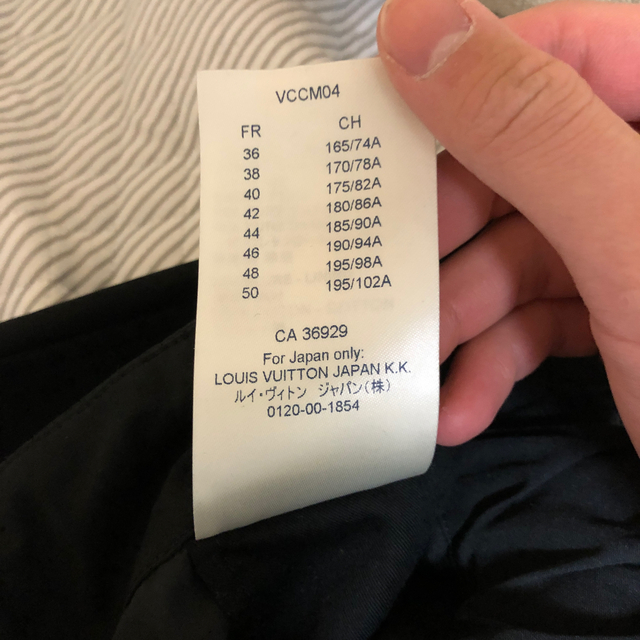 VCCM04
FR CH
36 165/74A
38 170/78A
40 175/82A
42 180/86A
44 185/90A
46 190/94A
48 195/98A
50 195/102A
CA 36929
For Japan only:
LOUIS VUITTON JAPAN K.K.
ルイ・ヴィトン ジャパン(株)
0120-00-1854